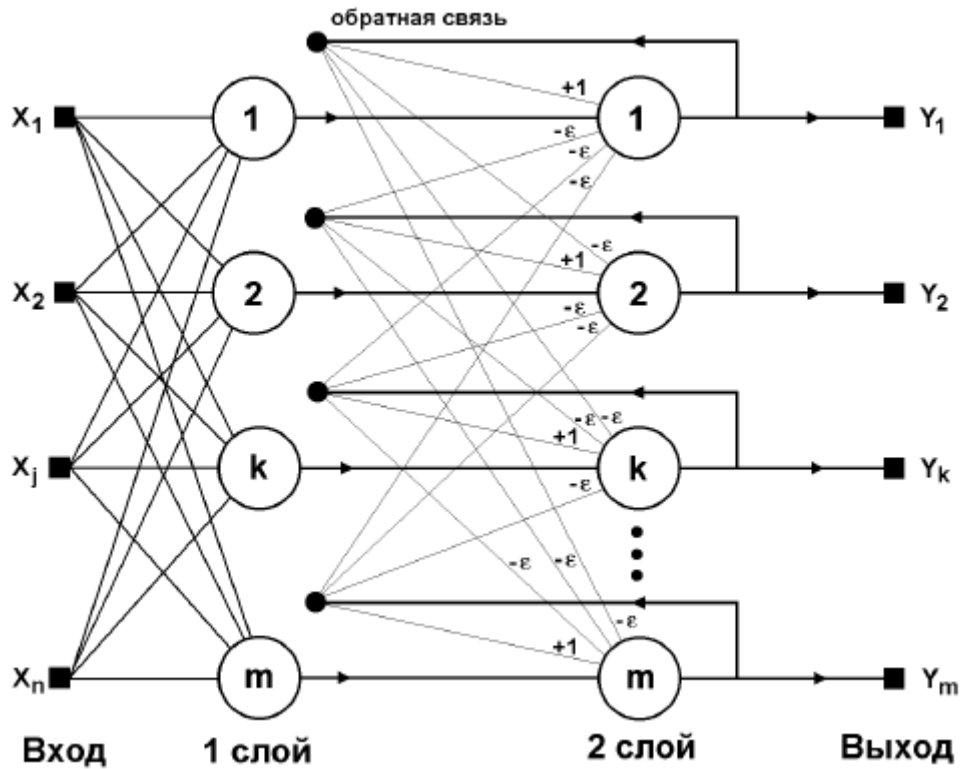 обратная связь
+1
X1 1 1 Y1
-ε
-ε
-ε
-ε
+1
X2 2 2 Y2
-ε
-ε
-ε -ε
+1
Xj k k Yk
-ε
-ε -ε
-ε
+1
Xn m m Ym
Вход 1 слой 2 слой Выход